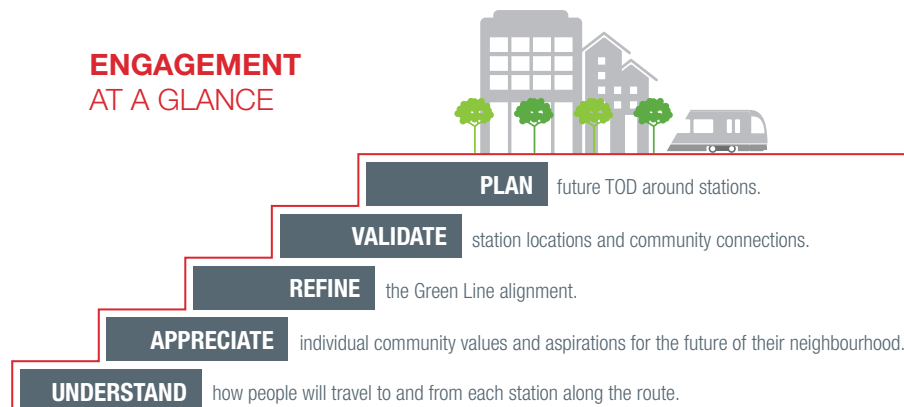 ENGAGEMENT
AT A GLANCE
PLAN future TOD around stations.
VALIDATE station locations and community connections.
REFINE the Green Line alignment.
APPRECIATE individual community values and aspirations for the future of their neighbourhood.
UNDERSTAND how people will travel to and from each station along the route.